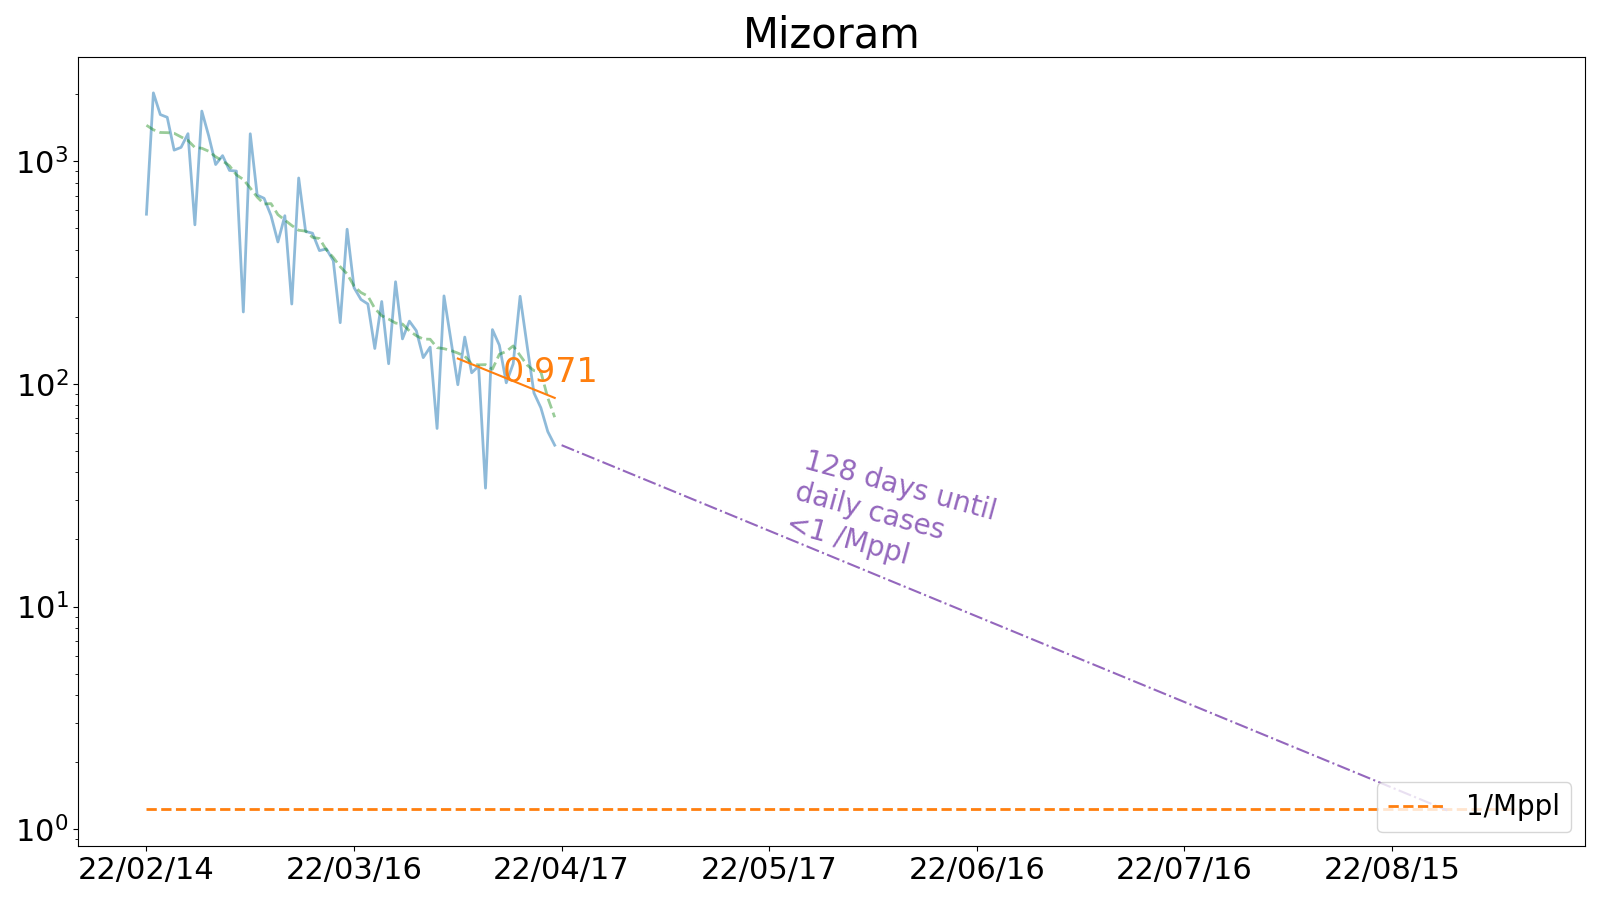 Mizoram
10³
10²
10¹
10⁰
0.971
128 days until
daily cases
<1 /Mppl
1/Mppl
22/02/14 22/03/16 22/04/17 22/05/17 22/06/16 22/07/16 22/08/15